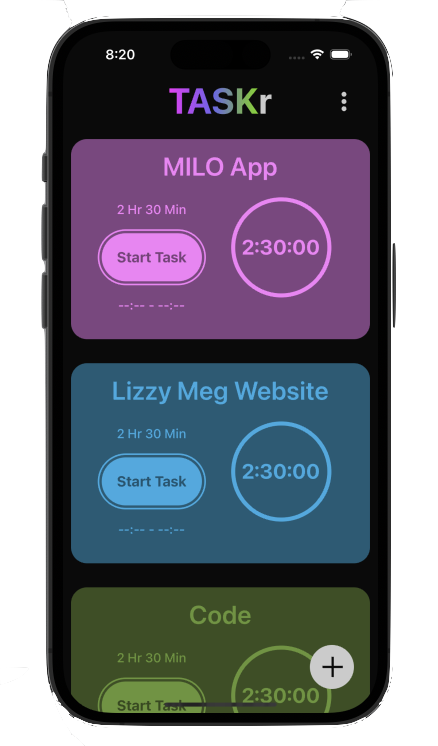 8:20
TASKr
MILO App
2 Hr 30 Min
Start Task
--:-- - --:--
2:30:00
Lizzy Meg Website
2 Hr 30 Min
Start Task
--:-- - --:--
2:30:00
Code
2 Hr 30 Min
Start Task
2:30:00
+